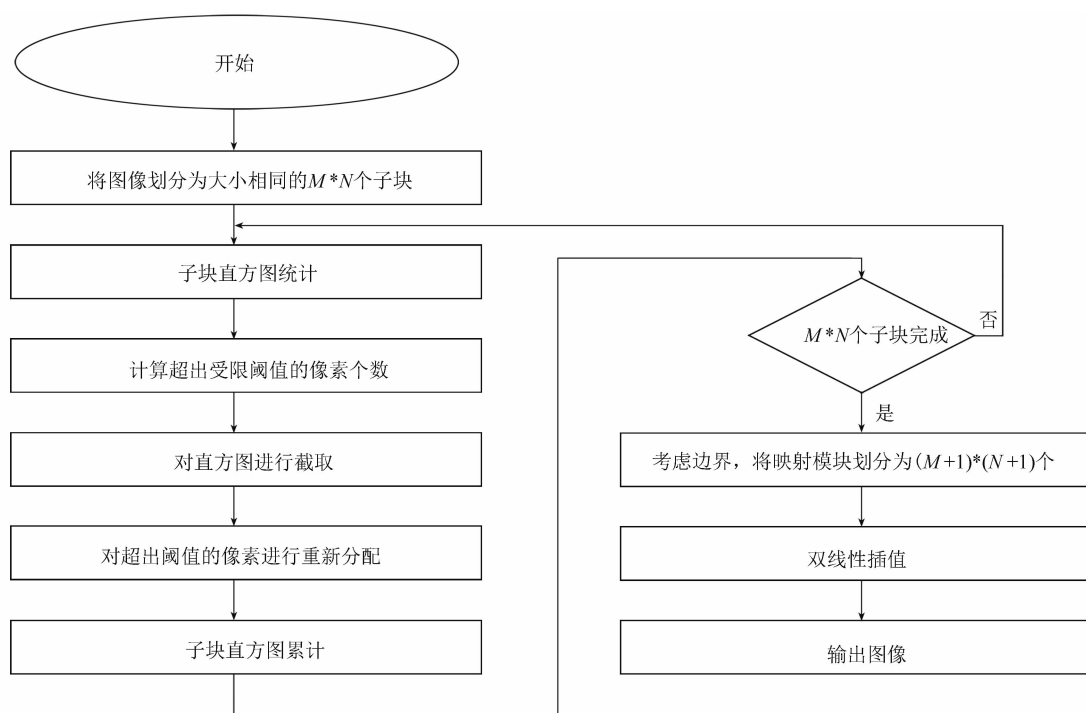 开始
将图像划分为大小相同的M*N个子块
子块直方图统计
计算超出受限阈值的像素个数
对直方图进行截取
对超出阈值的像素进行重新分配
子块直方图累计
M*N个子块完成
否
是
考虑边界，将映射模块划分为(M+1)*(N+1)个
双线性插值
输出图像